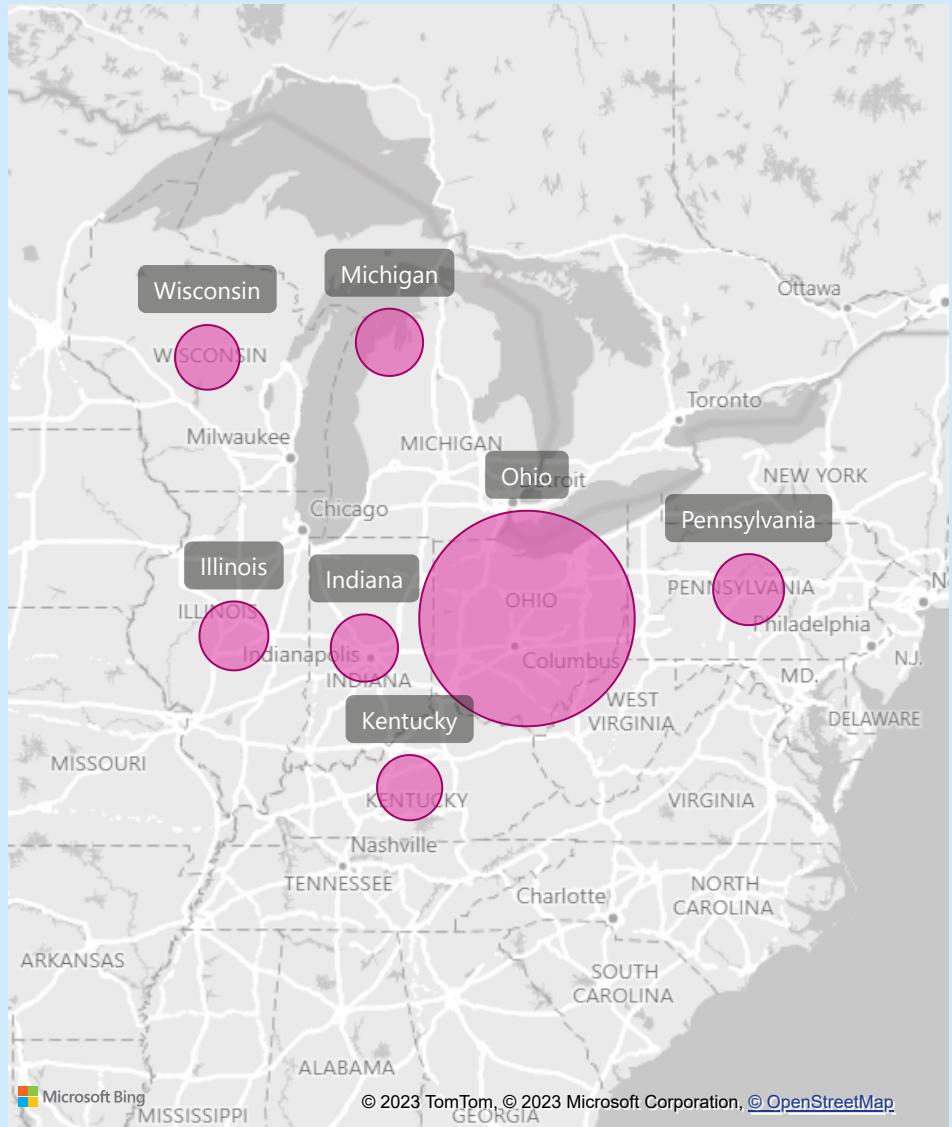 Michigan
Wisconsin
Ottawa
WISCONSIN
Toronto
Milwaukee
MICHIGAN
Ohio
Detroit
NEW YORK
Chicago
Pennsylvania
Illinois
Indiana
PENNSYLVANIA
OHIO
ILLINOIS
Philadelphia
Indianapolis
Columbus
NJ.
INDIANA
MD.
WEST
VIRGINIA
Kentucky
DELAWARE
MISSOURI
KENTUCKY
VIRGINIA
Nashville
TENNESSEE
Charlotte
NORTH
CAROLINA
ARKANSAS
SOUTH
CAROLINA
ALABAMA
Microsoft Bing
© 2023 TomTom, © 2023 Microsoft Corporation, © OpenStreetMap
MISSISSIPPI
GEORGIA